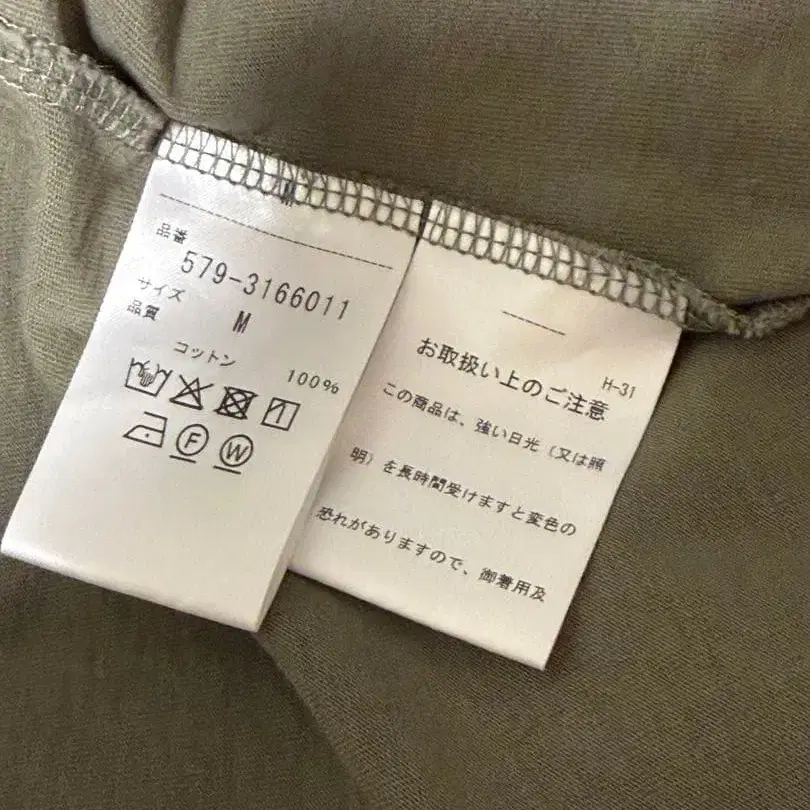 品番
579-3166011
サイズ
M
品質
コットン
100%
F
W
H-31
お取扱い上のご注意
この商品は、強い日光(又は照
明)を長時間受けますと変色の
恐れがありますので、御着用及